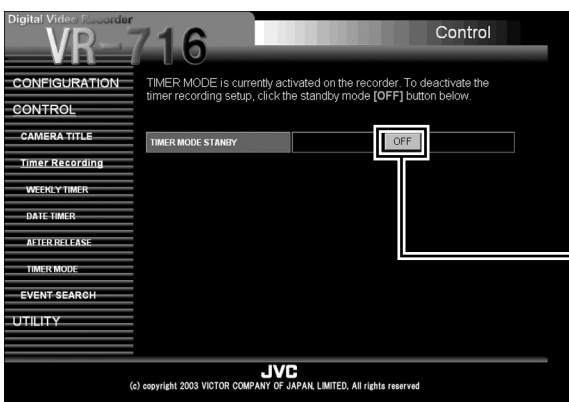 Digital Video Recorder
VR-716
Control
CONFIGURATION
CONTROL
CAMERA TITLE
Timer Recording
WEEKLY TIMER
DATE TIMER
AFTER RELEASE
TIMER MODE
EVENT SEARCH
UTILITY
TIMER MODE is currently activated on the recorder. To deactivate the
timer recording setup, click the standby mode [OFF] button below.
TIMER MODE STANBY
OFF
JVC
(c) copyright 2003 VICTOR COMPANY OF JAPAN, LIMITED, All rights reserved